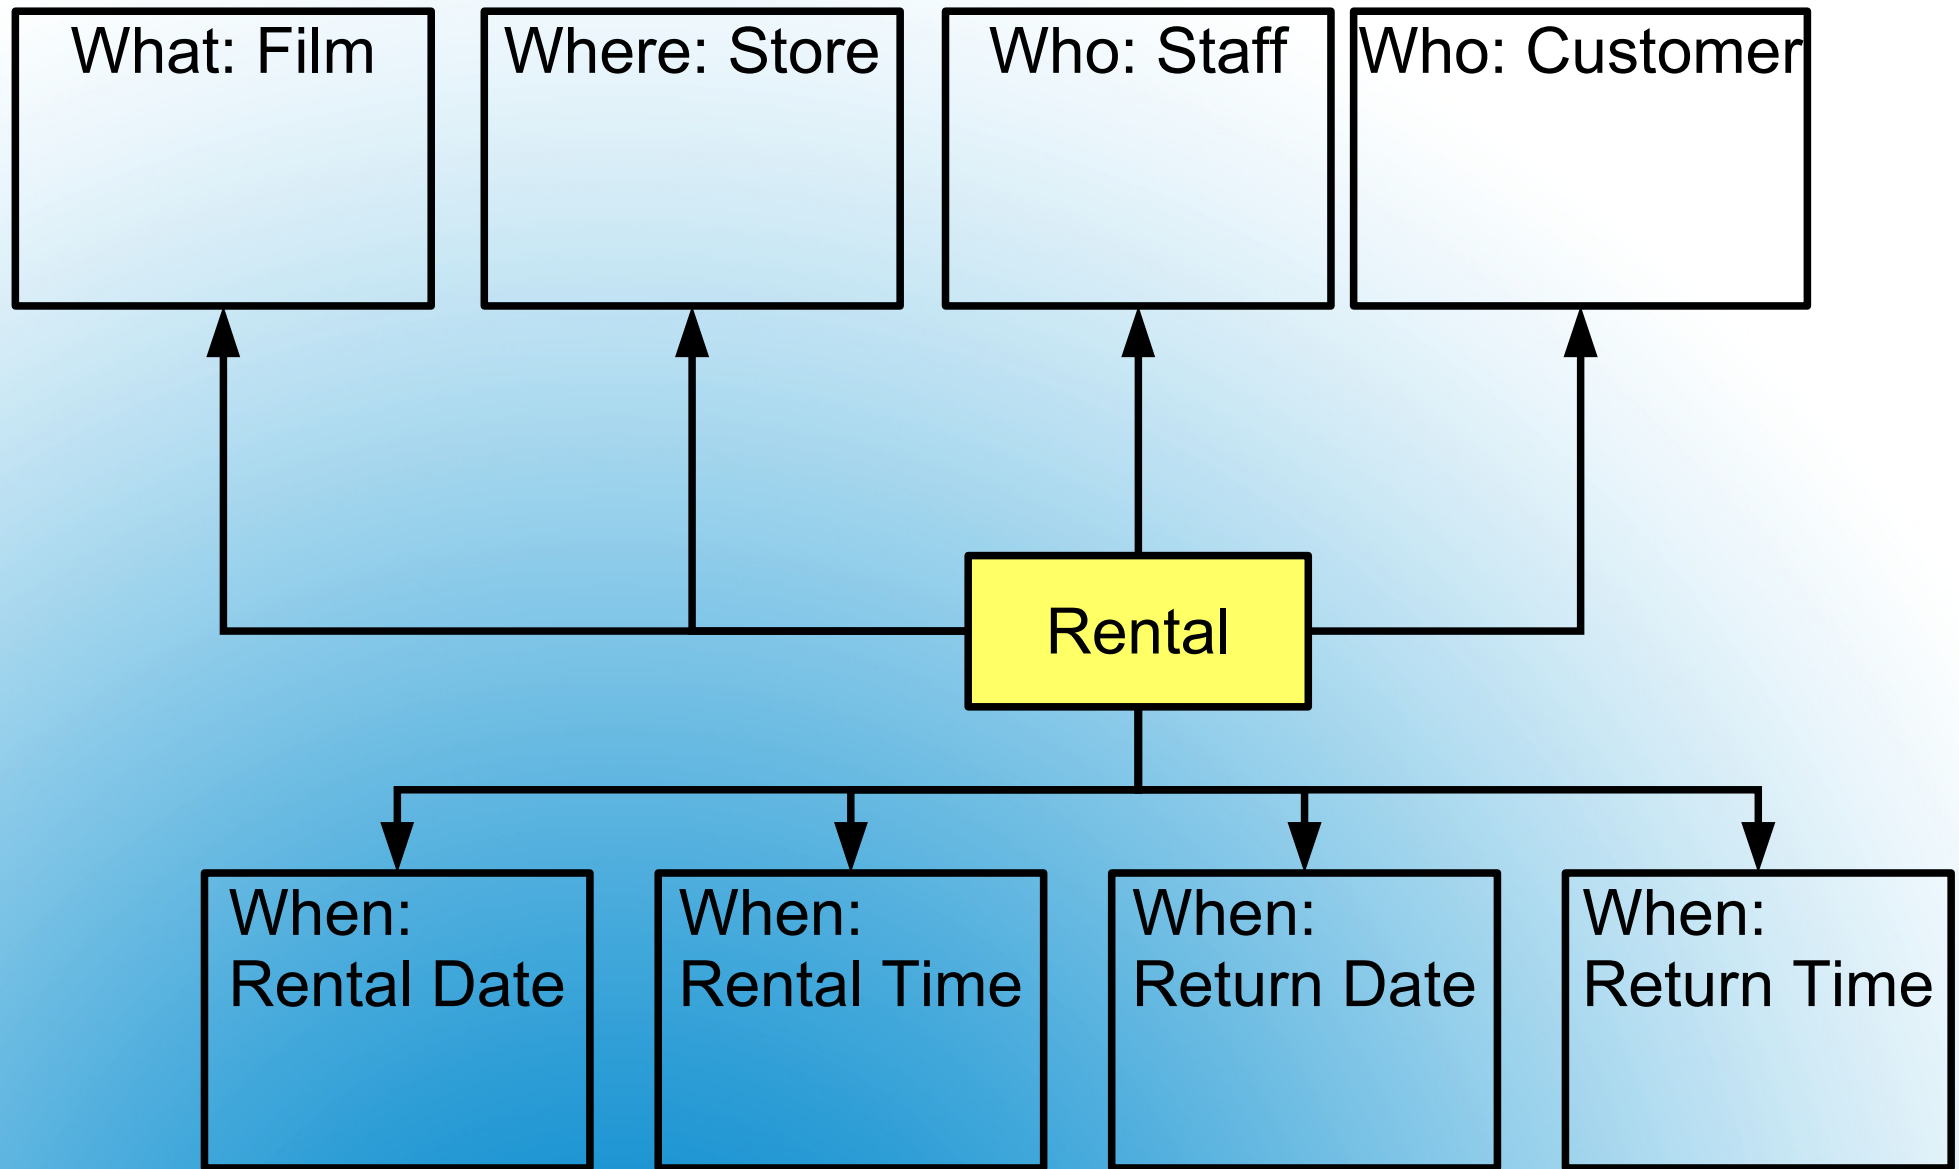 What: Film
Where: Store
Who: Staff
Who: Customer
Rental
When:
Rental Date
When:
Rental Time
When:
Return Date
When:
Return Time